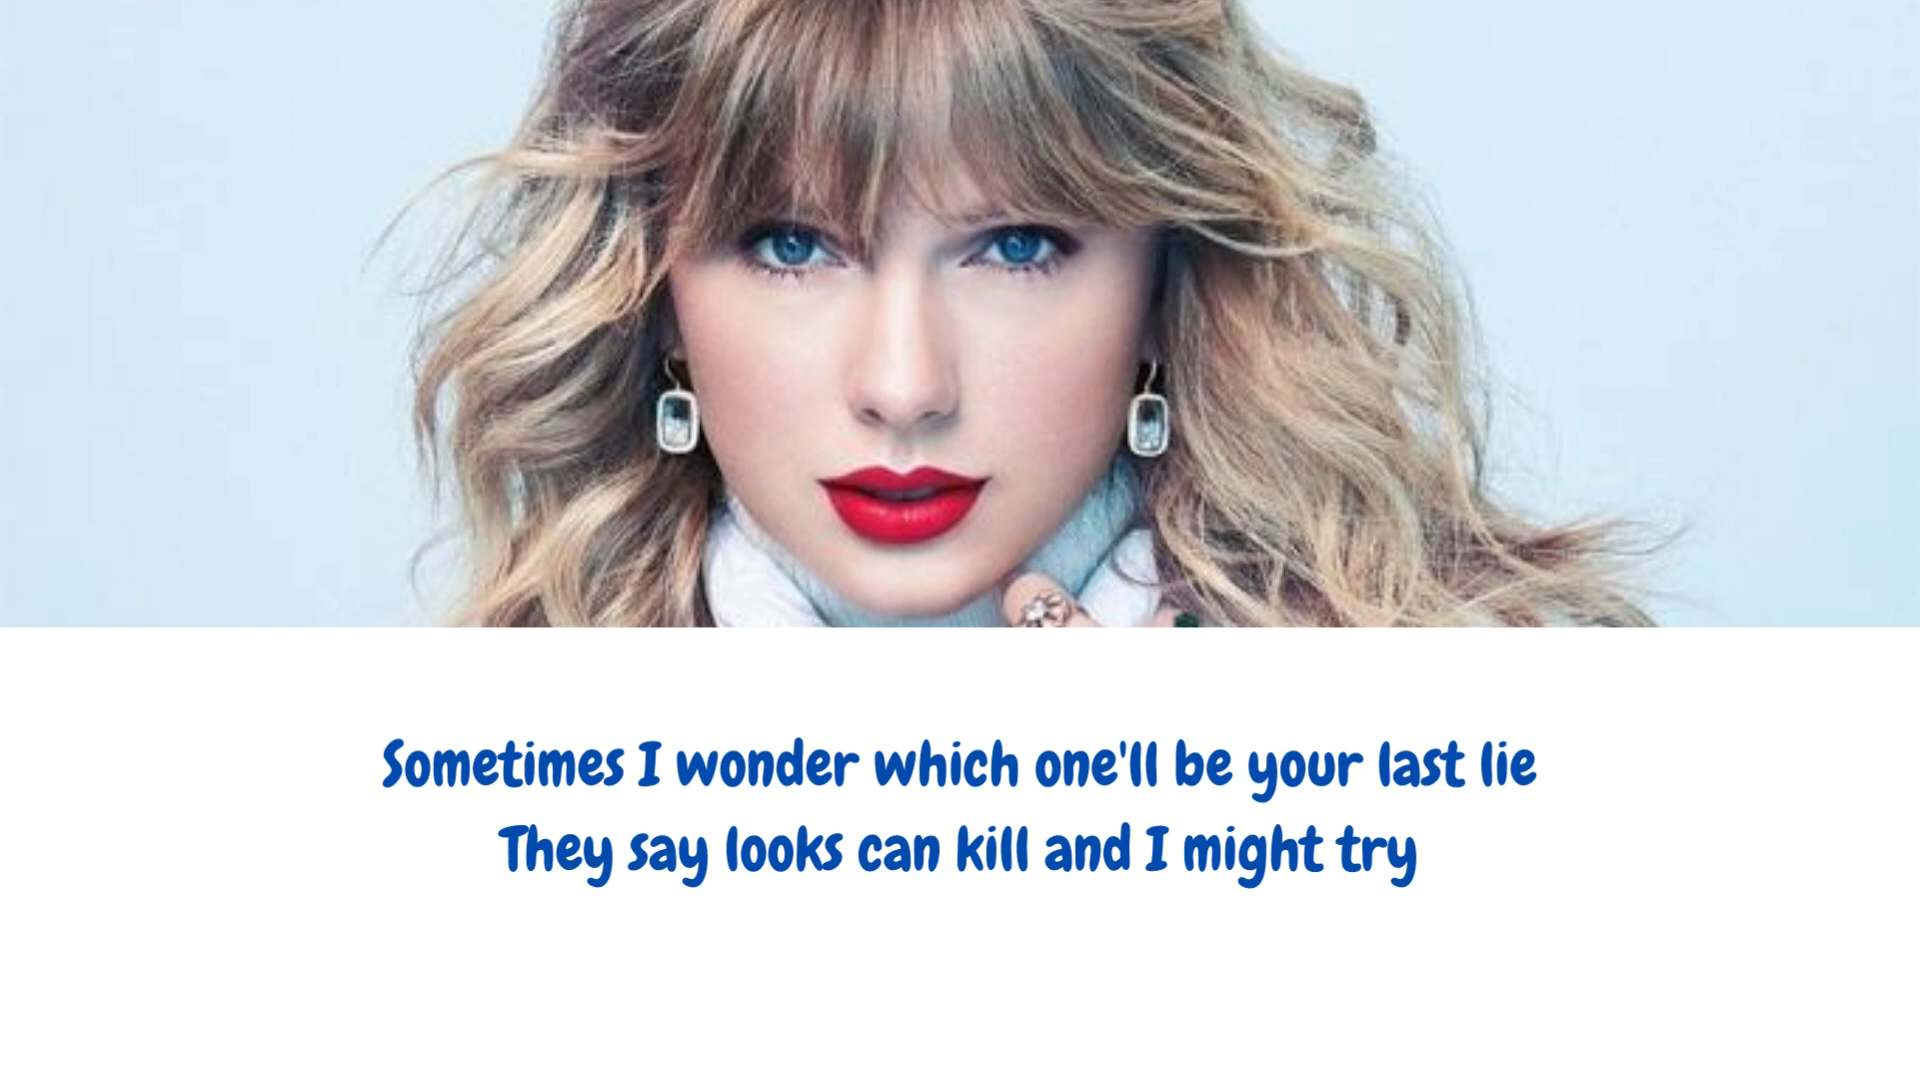 Sometimes I wonder which one'll be your last lie
They say looks can kill and I might try